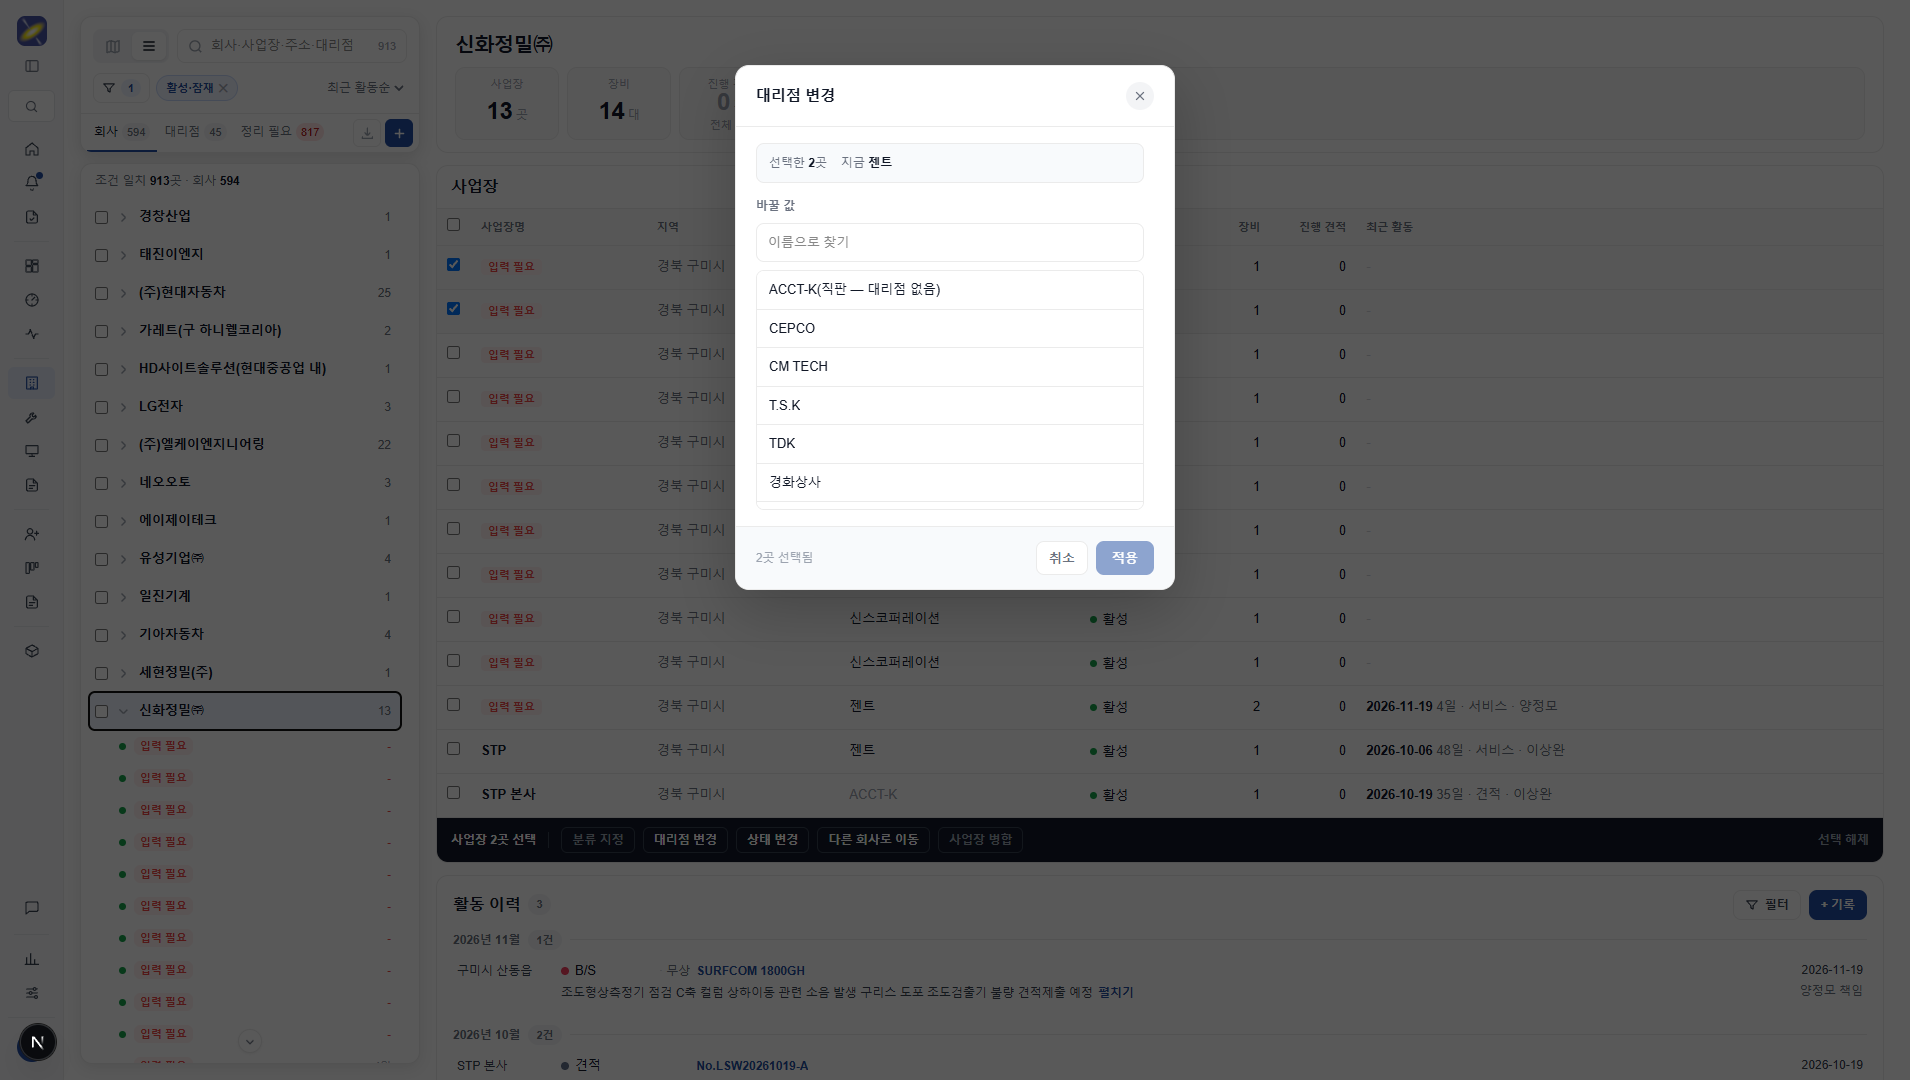 회사·사업장·주소·대리점 913
1 활성·잠재 최근 활동순
회사 594 대리점 45 정리 필요 817
조건 일치 913곳 · 회사 594
경창산업 1
태진이엔지 1
(주)현대자동차 25
가레트(구 하니웰코리아) 2
HD사이트솔루션(현대중공업 내) 1
LG전자 3
(주)엘케이엔지니어링 22
네오오토 3
에이제이테크 1
유성기업㈜ 4
일진기계 1
기아자동차 4
세현정밀(주) 1
신화정밀㈜ 13
입력 필요 -
입력 필요 -
입력 필요 -
입력 필요 -
입력 필요 -
입력 필요 -
입력 필요 -
입력 필요 -
입력 필요 -
입력 필요 -
N
신화정밀㈜
사업장
13 곳
장비
14 대
0
전체
사업장
사업장명 지역 장비 진행 견적 최근 활동
입력 필요 경북 구미시 1 0 -
입력 필요 경북 구미시 1 0 -
입력 필요 경북 구미시 1 0 -
입력 필요 경북 구미시 1 0 -
입력 필요 경북 구미시 1 0 -
입력 필요 경북 구미시 1 0 -
입력 필요 경북 구미시 1 0 -
입력 필요 경북 구미시 1 0 -
입력 필요 경북 구미시 신스코퍼레이션 활성 1 0 -
입력 필요 경북 구미시 신스코퍼레이션 활성 1 0 -
입력 필요 경북 구미시 젠트 활성 2 0 2026-11-19 4일 · 서비스 · 양정모
STP 경북 구미시 젠트 활성 1 0 2026-10-06 48일 · 서비스 · 이상완
STP 본사 경북 구미시 ACCT-K 활성 1 0 2026-10-19 35일 · 견적 · 이상완
사업장 2곳 선택 분류 지정 대리점 변경 상태 변경 다른 회사로 이동 사업장 병합 선택 해제
활동 이력 3 필터 + 기록
2026년 11월 1건
구미시 산동읍 B/S 무상 SURFCOM 1800GH 2026-11-19
조도형상측정기 점검 C축 컬럼 상하이동 관련 소음 발생 구리스 도포 조도검출기 불량 견적제출 예정 펼치기 양정모 책임
2026년 10월 2건
STP 본사 견적 No.LSW20261019-A 2026-10-19
대리점 변경
선택한 2곳 지금 젠트
바꿀 값
이름으로 찾기
ACCT-K(직판 — 대리점 없음)
CEPCO
CM TECH
T.S.K
TDK
경화상사
2곳 선택됨 취소 적용